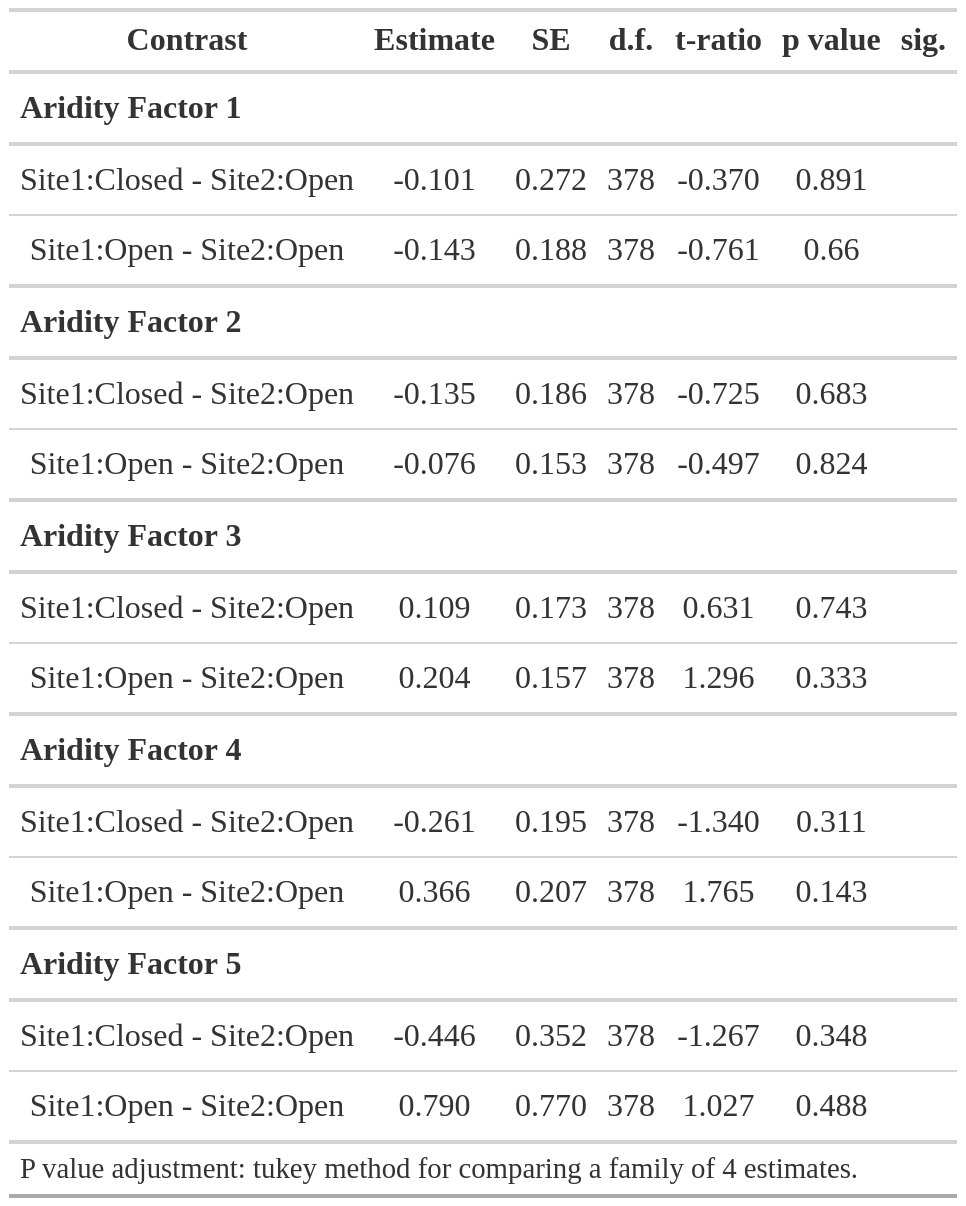 Contrast Estimate SE d.f. t-ratio p value sig.
Aridity Factor 1
Site1:Closed - Site2:Open -0.101 0.272 378 -0.370 0.891
Site1:Open - Site2:Open -0.143 0.188 378 -0.761 0.66
Aridity Factor 2
Site1:Closed - Site2:Open -0.135 0.186 378 -0.725 0.683
Site1:Open - Site2:Open -0.076 0.153 378 -0.497 0.824
Aridity Factor 3
Site1:Closed - Site2:Open 0.109 0.173 378 0.631 0.743
Site1:Open - Site2:Open 0.204 0.157 378 1.296 0.333
Aridity Factor 4
Site1:Closed - Site2:Open -0.261 0.195 378 -1.340 0.311
Site1:Open - Site2:Open 0.366 0.207 378 1.765 0.143
Aridity Factor 5
Site1:Closed - Site2:Open -0.446 0.352 378 -1.267 0.348
Site1:Open - Site2:Open 0.790 0.770 378 1.027 0.488
P value adjustment: tukey method for comparing a family of 4 estimates.